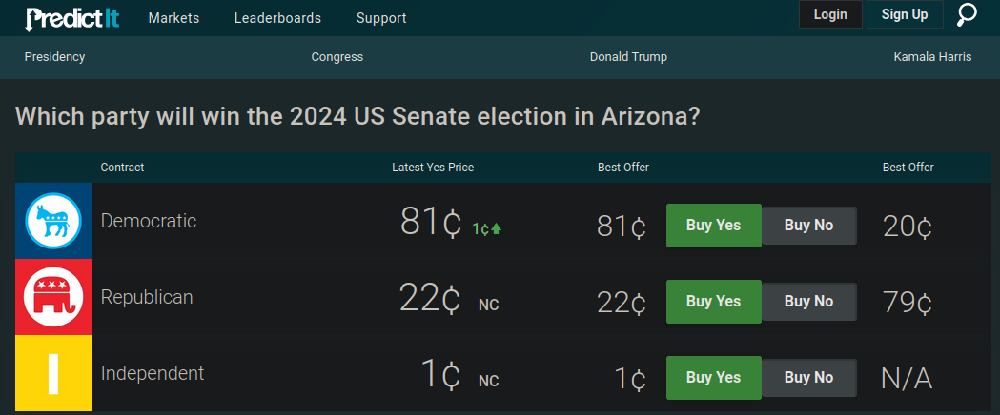 PredictIt Markets Leaderboards Support Login Sign Up
Presidency Congress Donald Trump Kamala Harris
Which party will win the 2024 US Senate election in Arizona?
Contract Latest Yes Price Best Offer Best Offer
Democratic 81¢ 1¢ 81¢ Buy Yes Buy No 20¢
Republican 22¢ NC 22¢ Buy Yes Buy No 79¢
I Independent 1¢ NC 1¢ Buy Yes Buy No N/A